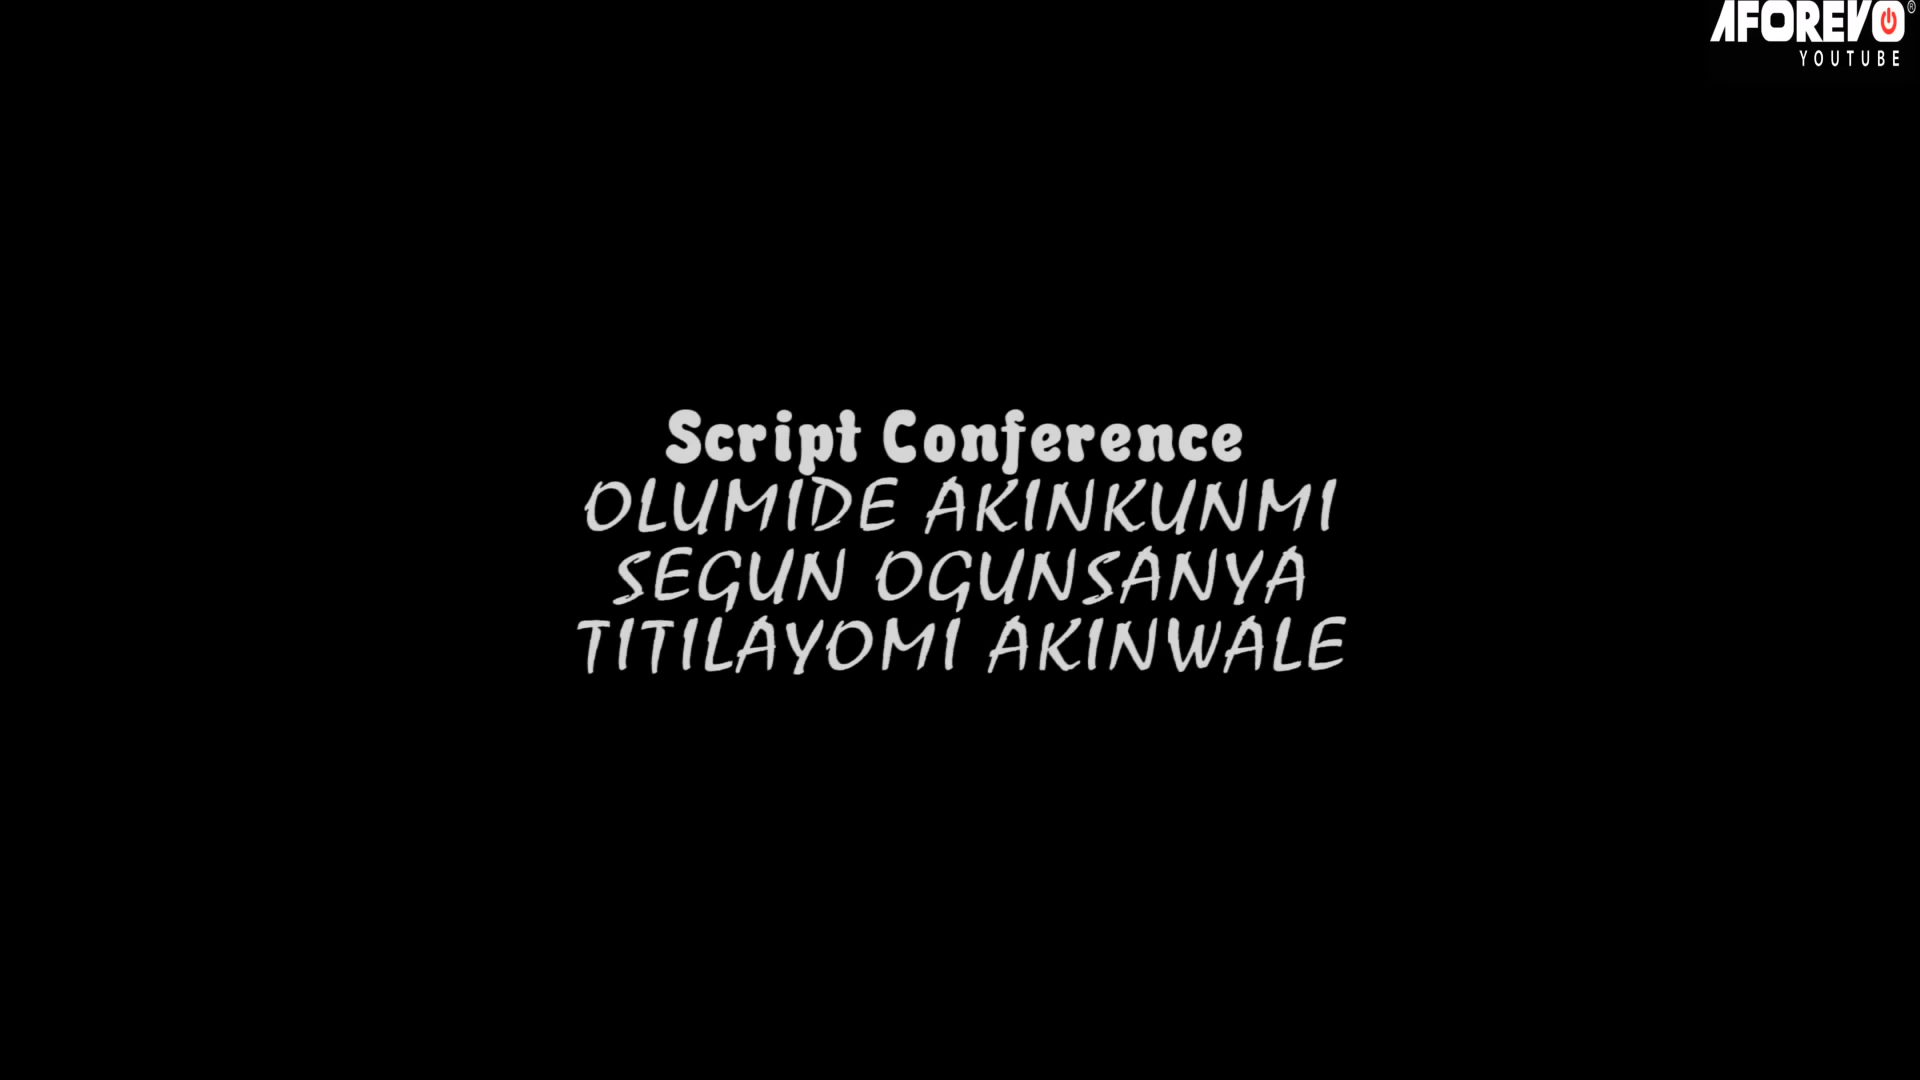 AFOREVO®
YOUTUBE
Script Conference
OLUMIDE AKINKUNMI
SEGUN OGUNSANYA
TITILAYOMI AKINWALE